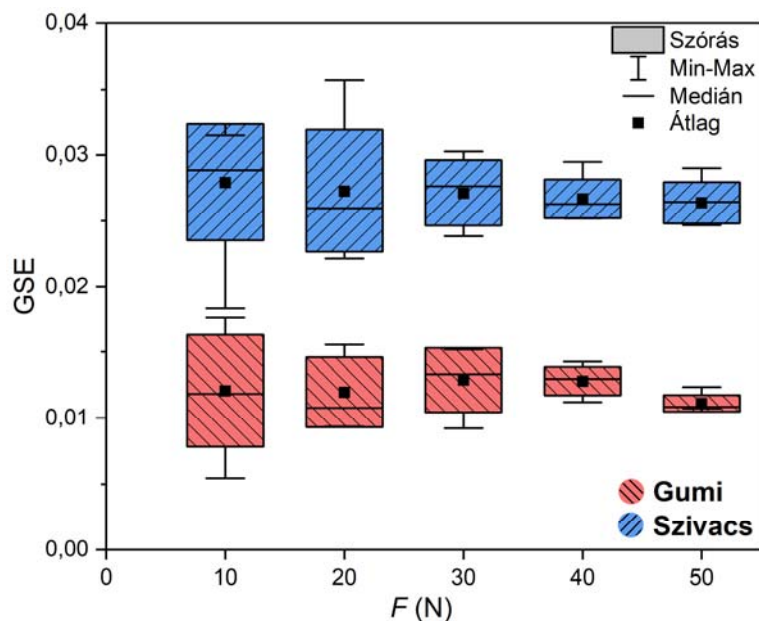 0,04
0,03
0,02
0,01
0,00
GSE
Szórás
Min-Max
Medián
Átlag
Gumi
Szivacs
0
10
20
30
40
50
F (N)